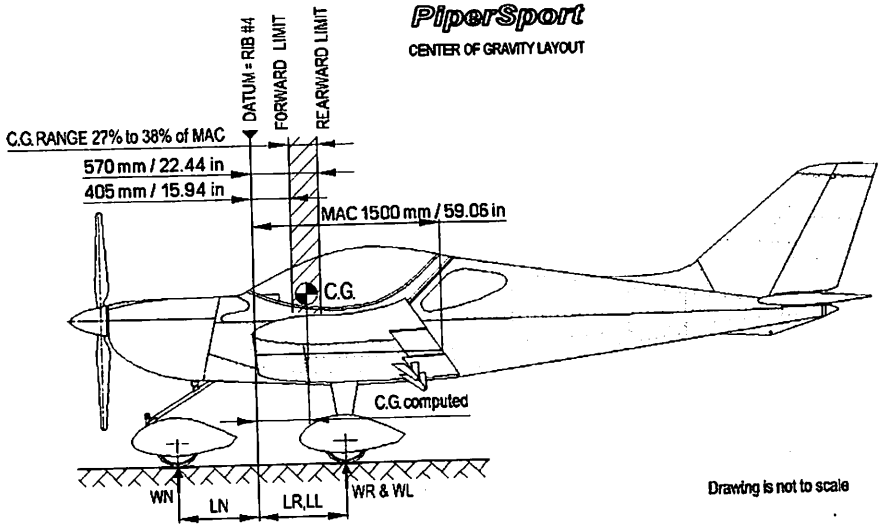 PiperSport
CENTER OF GRAVITY LAYOUT
DATUM = RIB #4
FORWARD LIMIT
REARWARD LIMIT
C.G. RANGE 27% to 38% of MAC
570 mm / 22.44 in
405 mm / 15.94 in
MAC 1500 mm / 59.06 in
C.G.
C.G. computed
WN
LN
LR,LL
WR & WL
Drawing is not to scale